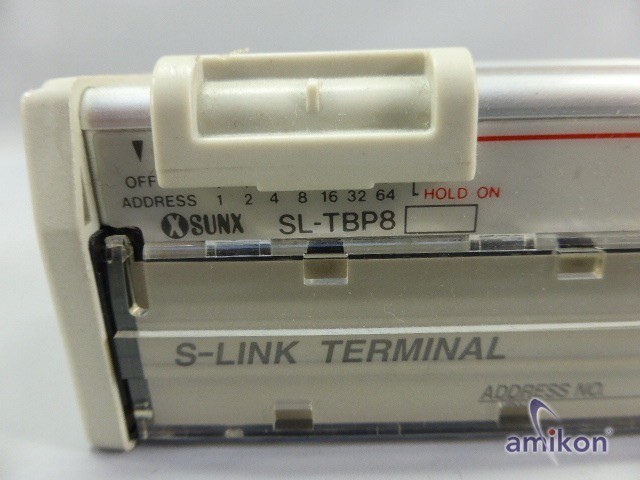 OFF
ADDRESS 1 2 4 8 16 32 64 HOLD ON
SUNX SL-TBP8
S-LINK TERMINAL
ADDRESS NO.
amikon